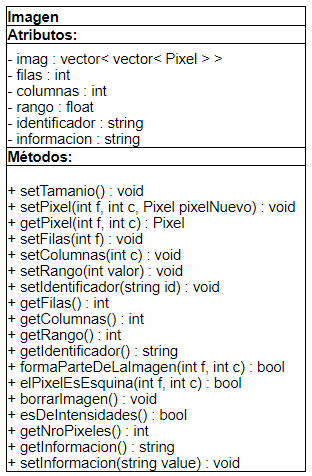 Imagen
Atributos:
- imag : vector< vector< Pixel > >
- filas : int
- columnas : int
- rango : float
- identificador : string
- informacion : string
Métodos:
+ setTamanio() : void
+ setPixel(int f, int c, Pixel pixelNuevo) : void
+ getPixel(int f, int c) : Pixel
+ setFilas(int f) : void
+ setColumnas(int c) : void
+ setRango(int valor) : void
+ setIdentificador(string id) : void
+ getFilas() : int
+ getColumnas() : int
+ getRango() : int
+ getIdentificador() : string
+ formaParteDeLaImagen(int f, int c) : bool
+ elPixelEsEsquina(int f, int c) : bool
+ borrarImagen() : void
+ esDeIntensidades() : bool
+ getNroPixeles() : int
+ getInformacion() : string
+ setInformacion(string value) : void